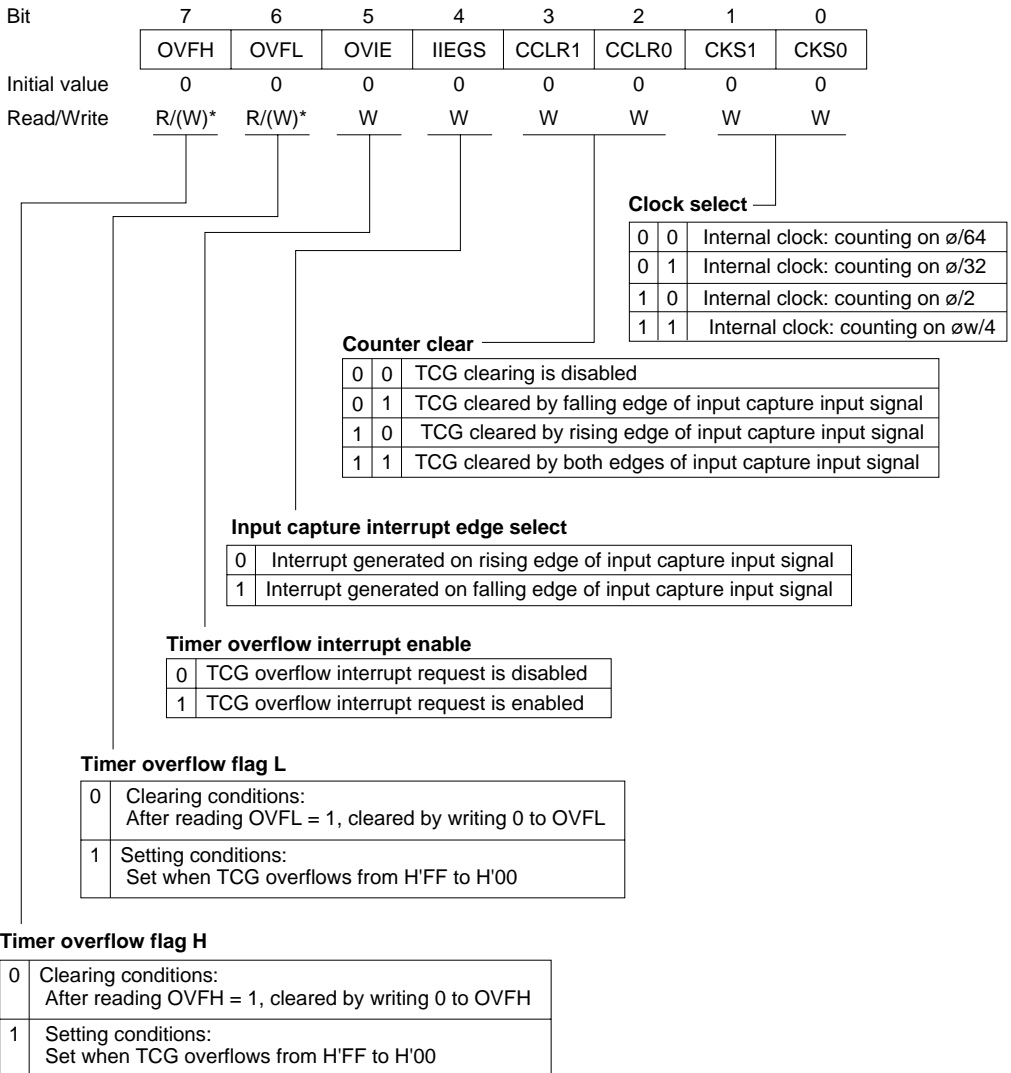 Bit 7 6 5 4 3 2 1 0
OVFH OVFL OVIE IIEGS CCLR1 CCLR0 CKS1 CKS0
Initial value 0 0 0 0 0 0 0 0
Read/Write R/(W)* R/(W)* W W W W W W
Clock select
0 0 Internal clock: counting on ø/64
0 1 Internal clock: counting on ø/32
1 0 Internal clock: counting on ø/2
1 1 Internal clock: counting on øw/4
Counter clear
0 0 TCG clearing is disabled
0 1 TCG cleared by falling edge of input capture input signal
1 0 TCG cleared by rising edge of input capture input signal
1 1 TCG cleared by both edges of input capture input signal
Input capture interrupt edge select
0 Interrupt generated on rising edge of input capture input signal
1 Interrupt generated on falling edge of input capture input signal
Timer overflow interrupt enable
0 TCG overflow interrupt request is disabled
1 TCG overflow interrupt request is enabled
Timer overflow flag L
0 Clearing conditions:
After reading OVFL = 1, cleared by writing 0 to OVFL
1 Setting conditions:
Set when TCG overflows from H'FF to H'00
Timer overflow flag H
0 Clearing conditions:
After reading OVFH = 1, cleared by writing 0 to OVFH
1 Setting conditions:
Set when TCG overflows from H'FF to H'00